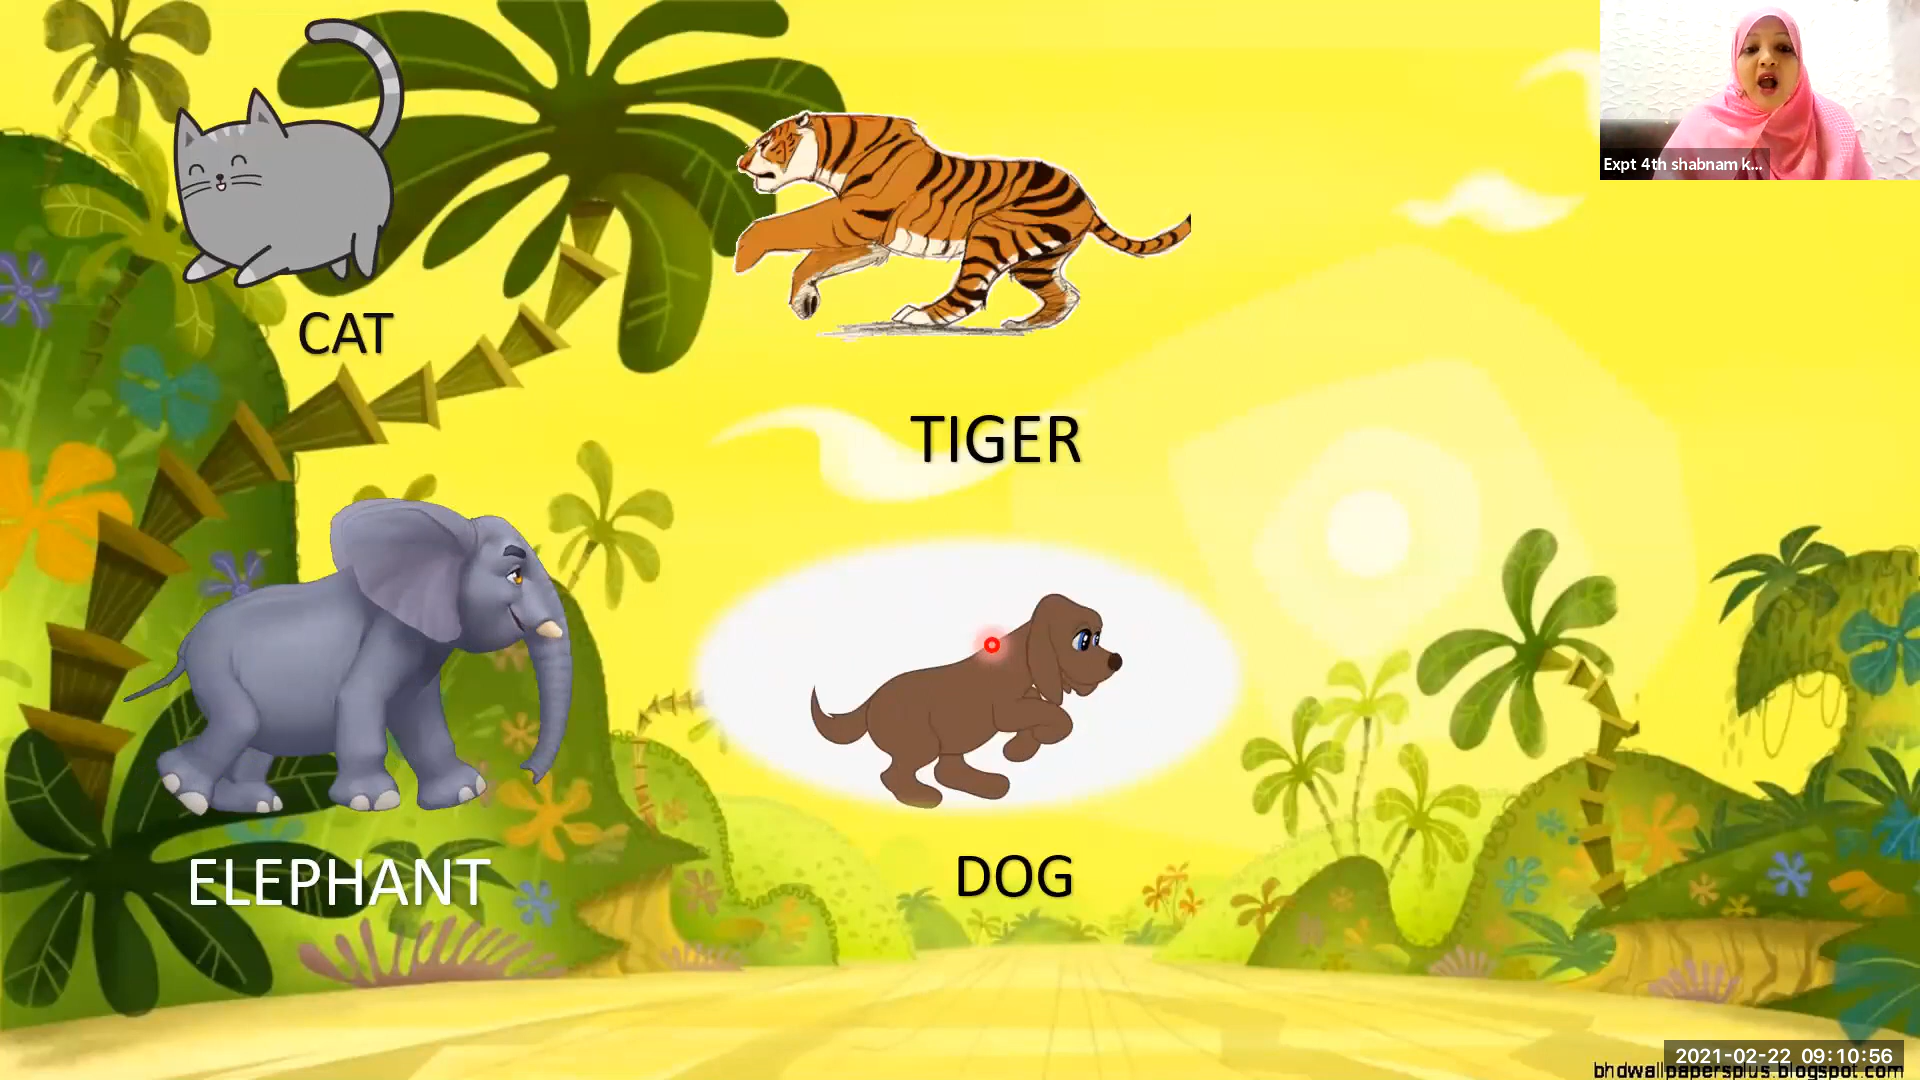 Expt 4th shabnam k...
CAT
TIGER
ELEPHANT
DOG
2021-02-22 09:10:56
bhdwallpapersplus.blogspot.com